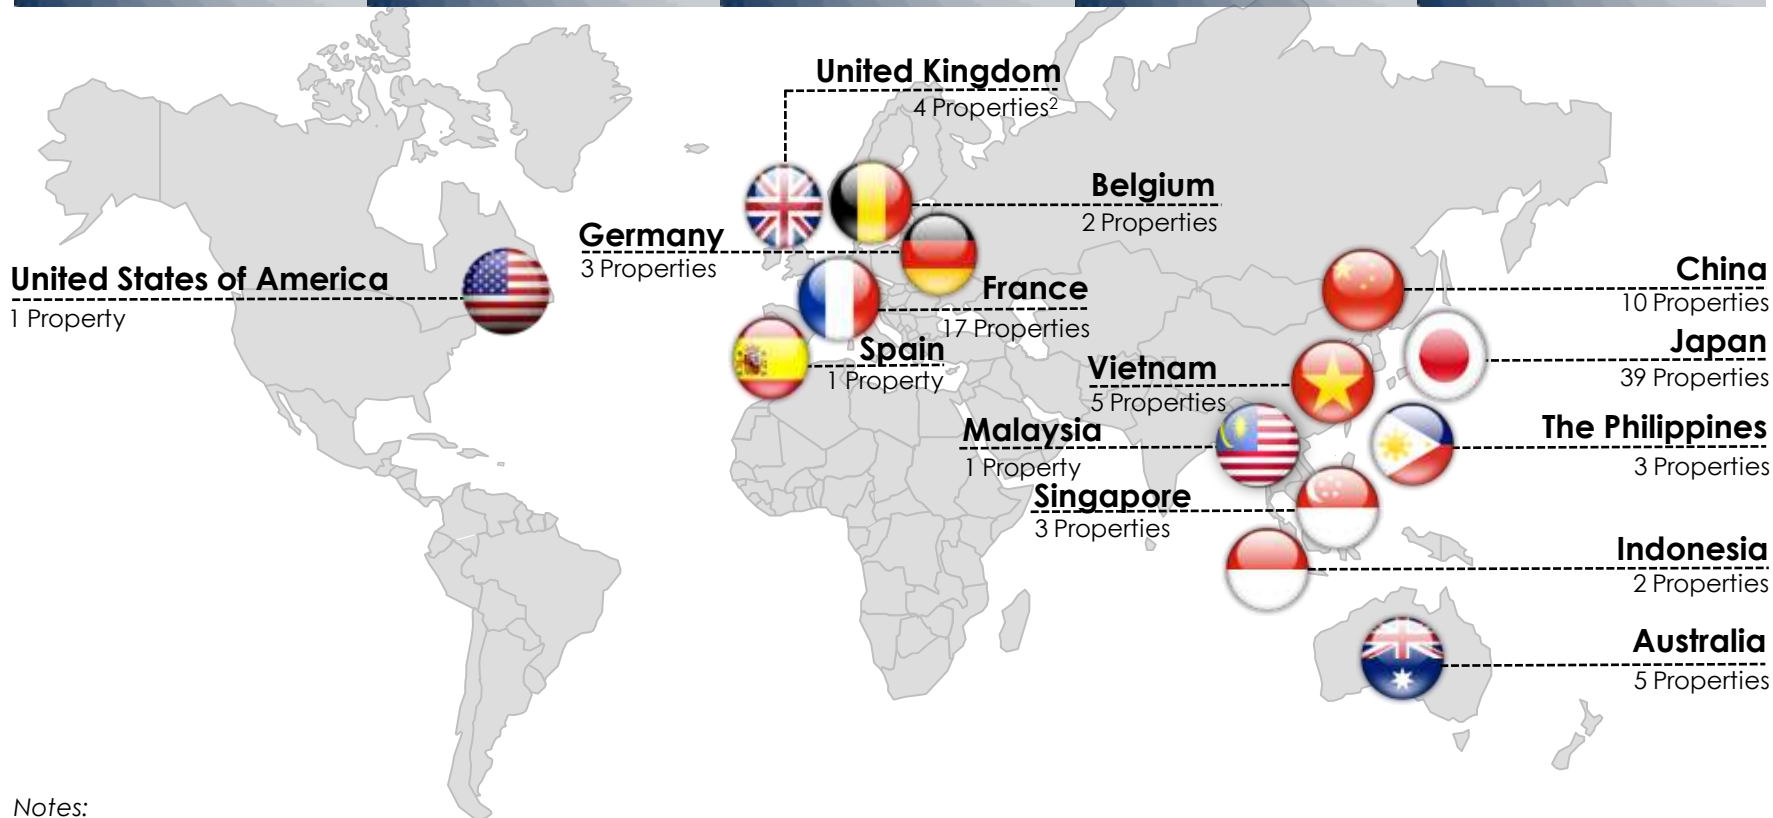 United Kingdom
4 Properties²
Belgium
2 Properties
Germany
3 Properties
United States of America
1 Property
France
17 Properties
Spain
1 Property
China
10 Properties
Japan
39 Properties
Vietnam
5 Properties
Malaysia
1 Property
The Philippines
3 Properties
Singapore
3 Properties
Indonesia
2 Properties
Australia
5 Properties
Notes: